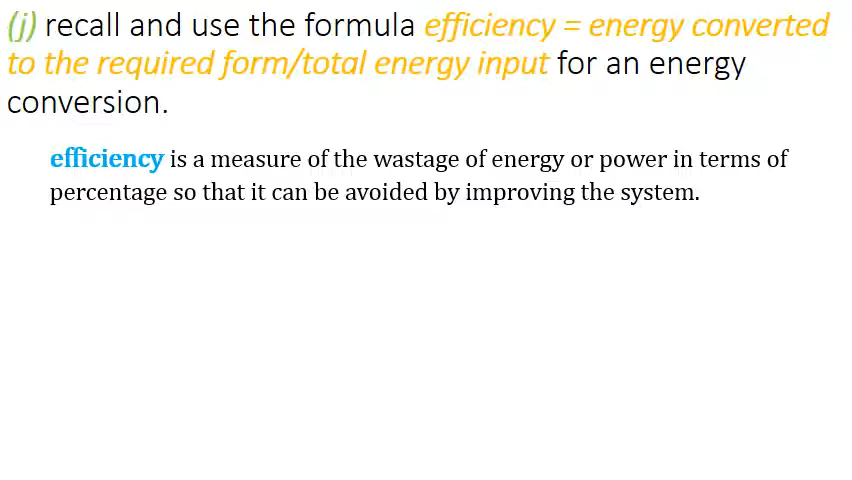 (j) recall and use the formula efficiency = energy converted
to the required form/total energy input for an energy
conversion.
efficiency is a measure of the wastage of energy or power in terms of
percentage so that it can be avoided by improving the system.